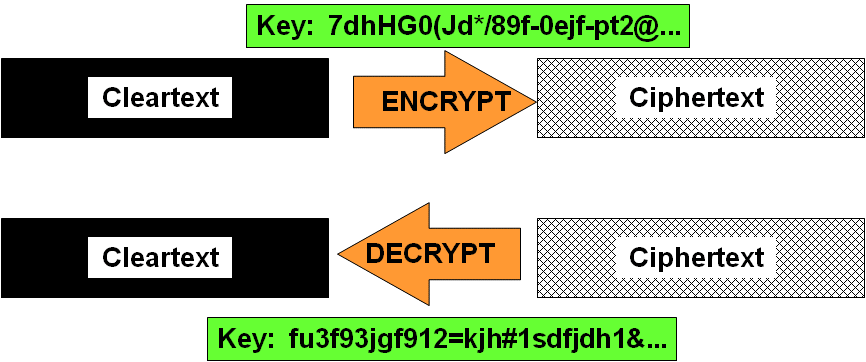 Key: 7dhHG0(Jd*/89f-0ejf-pt2@...
Cleartext
ENCRYPT
Ciphertext
Cleartext
DECRYPT
Ciphertext
Key: fu3f93jgf912=kjh#1sdfjdh1&...